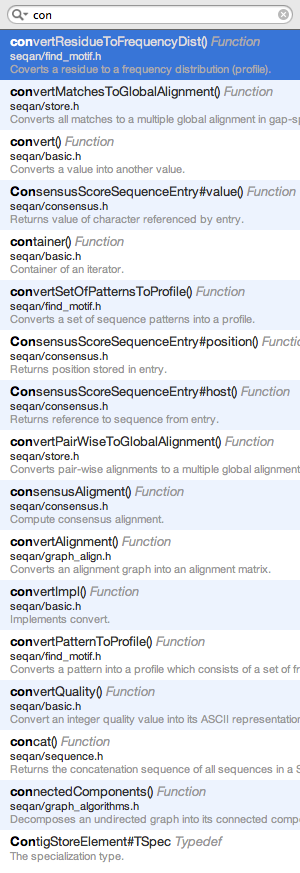 con
convertResidueToFrequencyDist() Function
seqan/find_motif.h
Coverts a residue to a frequency distribution (profile).
convertMatchesToGlobalAlignment() Function
seqan/store.h
Converts all matches to a multiple global alignment in gap-sp
convert() Function
seqan/basic.h
Converts a value into another value.
ConsensusScoreSequenceEntry#value() Function
seqan/consensus.h
Returns value of character referenced by entry.
container() Function
seqan/basic.h
Container of an iterator.
convertSetOfPatternsToProfile() Function
seqan/find_motif.h
Converts a set of sequence patterns into a profile.
ConsensusScoreSequenceEntry#position() Functio
seqan/consensus.h
Returns position stored in entry.
ConsensusScoreSequenceEntry#host() Function
seqan/consensus.h
Returns reference to sequence from entry.
convertPairWiseToGlobalAlignment() Function
seqan/store.h
Converts pair-wise alignments to a multiple global alignment
consensusAligment() Function
seqan/consensus.h
Compute consensus alignment.
convertAlignment() Function
seqan/graph_align.h
Converts an alignment graph into an alignment matrix.
convertImpl() Function
seqan/basic.h
Implements convert.
convertPatternToProfile() Function
seqan/find_motif.h
Converts a pattern into a profile which consists of a set of fr
convertQuality() Function
seqan/basic.h
Convert an integer quality value into its ASCII representation
concat() Function
seqan/sequence.h
Returns the concatenation sequence of all sequences in a S
connectedComponents() Function
seqan/graph_algorithms.h
Decomposes an undirected graph into its connected comp
ContigStoreElement#TSpec Typedef
The specialization type.